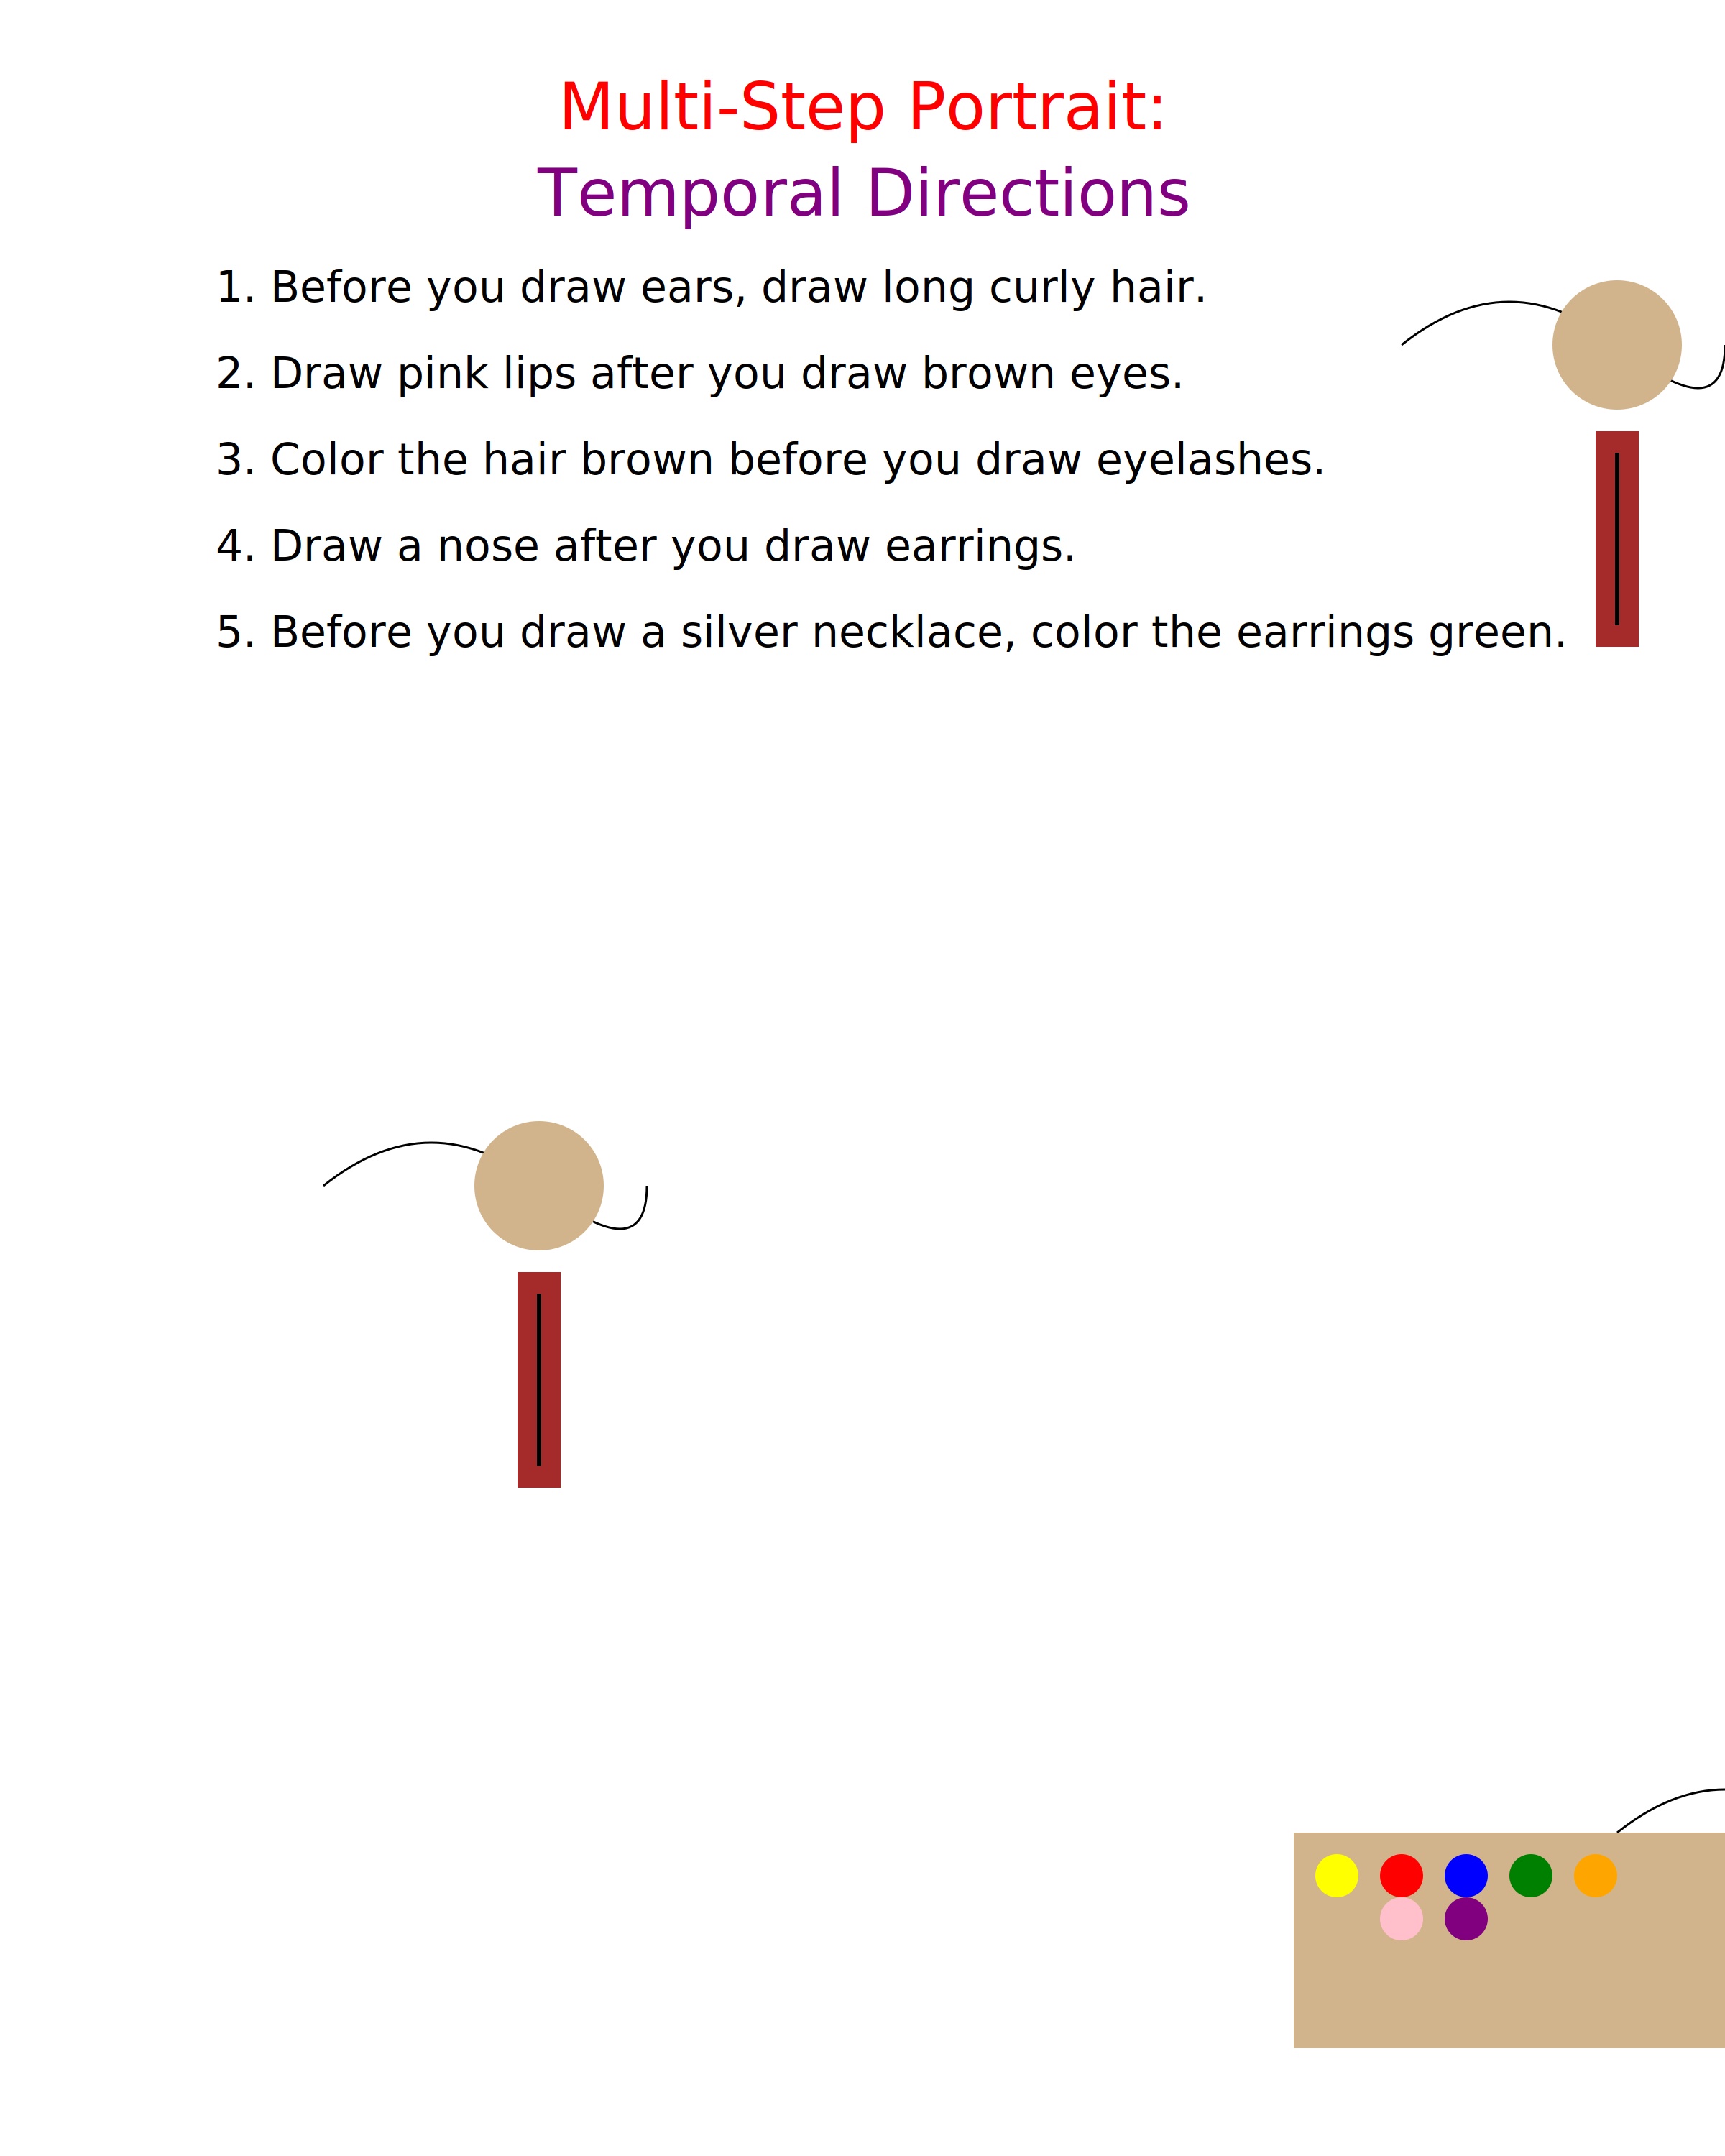 Multi-Step Portrait:
Temporal Directions
1. Before you draw ears, draw long curly hair.
2. Draw pink lips after you draw brown eyes.
3. Color the hair brown before you draw eyelashes.
4. Draw a nose after you draw earrings.
5. Before you draw a silver necklace, color the earrings green.